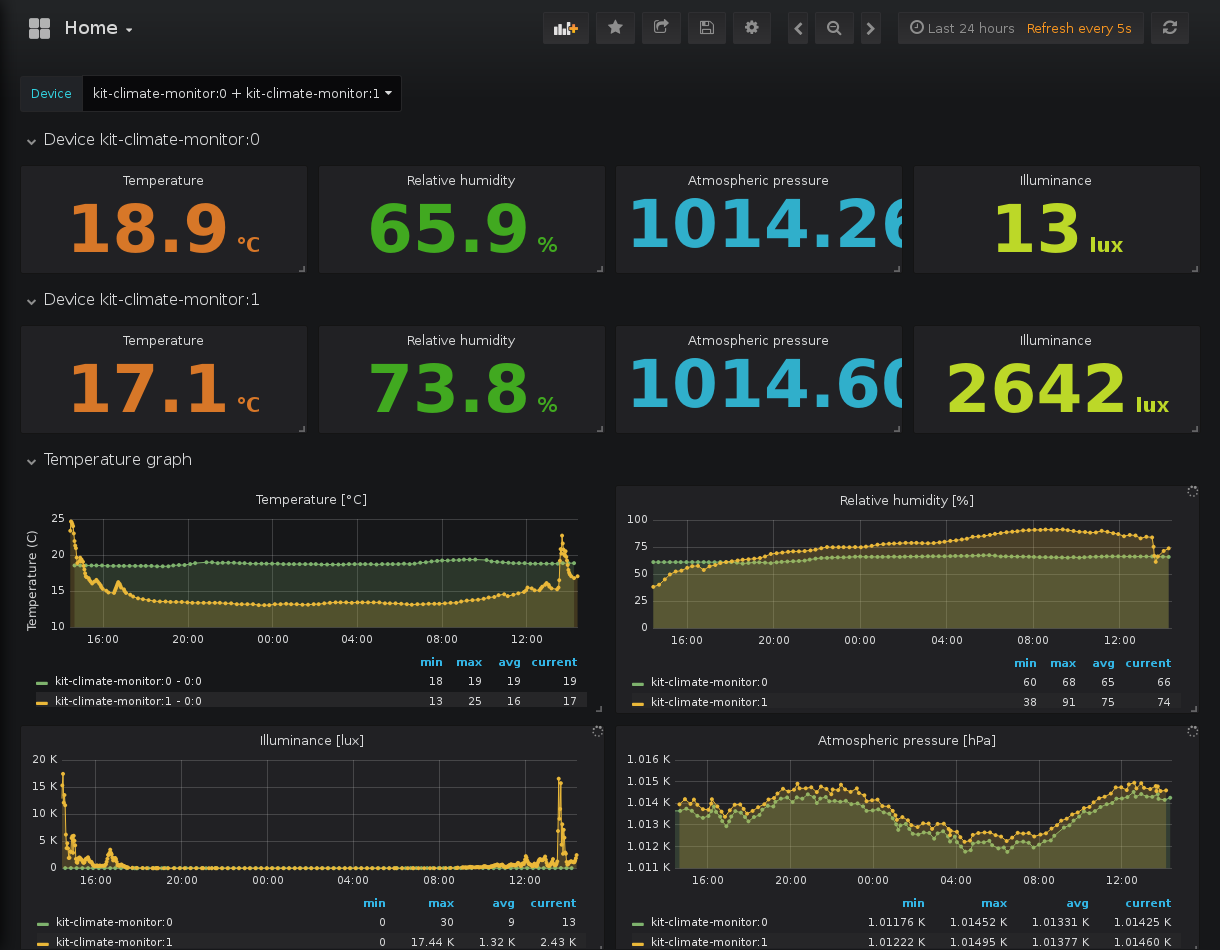 Home
Last 24 hours Refresh every 5s
Device kit-climate-monitor:0 + kit-climate-monitor:1
Device kit-climate-monitor:0
Temperature Relative humidity Atmospheric pressure Illuminance
18.9 °C 65.9 % 1014.26 13 lux
Device kit-climate-monitor:1
Temperature Relative humidity Atmospheric pressure Illuminance
17.1 °C 73.8 % 1014.60 2642 lux
Temperature graph
Temperature [°C]
Temperature (C)
25
20
15
10
16:00 20:00 00:00 04:00 08:00 12:00
min max avg current
kit-climate-monitor:0 - 0:0 18 19 19 19
kit-climate-monitor:1 - 0:0 13 25 16 17
Relative humidity [%]
100
75
50
25
0
16:00 20:00 00:00 04:00 08:00 12:00
min max avg current
kit-climate-monitor:0 60 68 65 66
kit-climate-monitor:1 38 91 75 74
Illuminance [lux]
20 K
15 K
10 K
5 K
0
16:00 20:00 00:00 04:00 08:00 12:00
min max avg current
kit-climate-monitor:0 0 30 9 13
kit-climate-monitor:1 0 17.44 K 1.32 K 2.43 K
Atmospheric pressure [hPa]
1.016 K
1.015 K
1.014 K
1.013 K
1.012 K
1.011 K
16:00 20:00 00:00 04:00 08:00 12:00
min max avg current
kit-climate-monitor:0 1.01176 K 1.01452 K 1.01331 K 1.01425 K
kit-climate-monitor:1 1.01222 K 1.01495 K 1.01377 K 1.01460 K